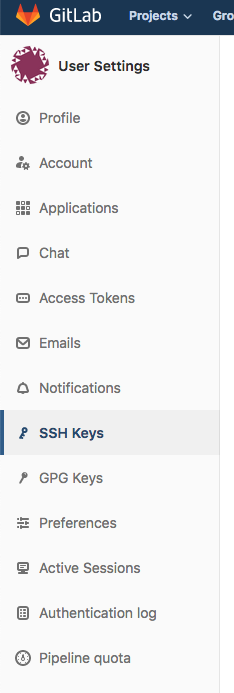 GitLab Projects Gro
User Settings
Profile
Account
Applications
Chat
Access Tokens
Emails
Notifications
SSH Keys
GPG Keys
Preferences
Active Sessions
Authentication log
Pipeline quota